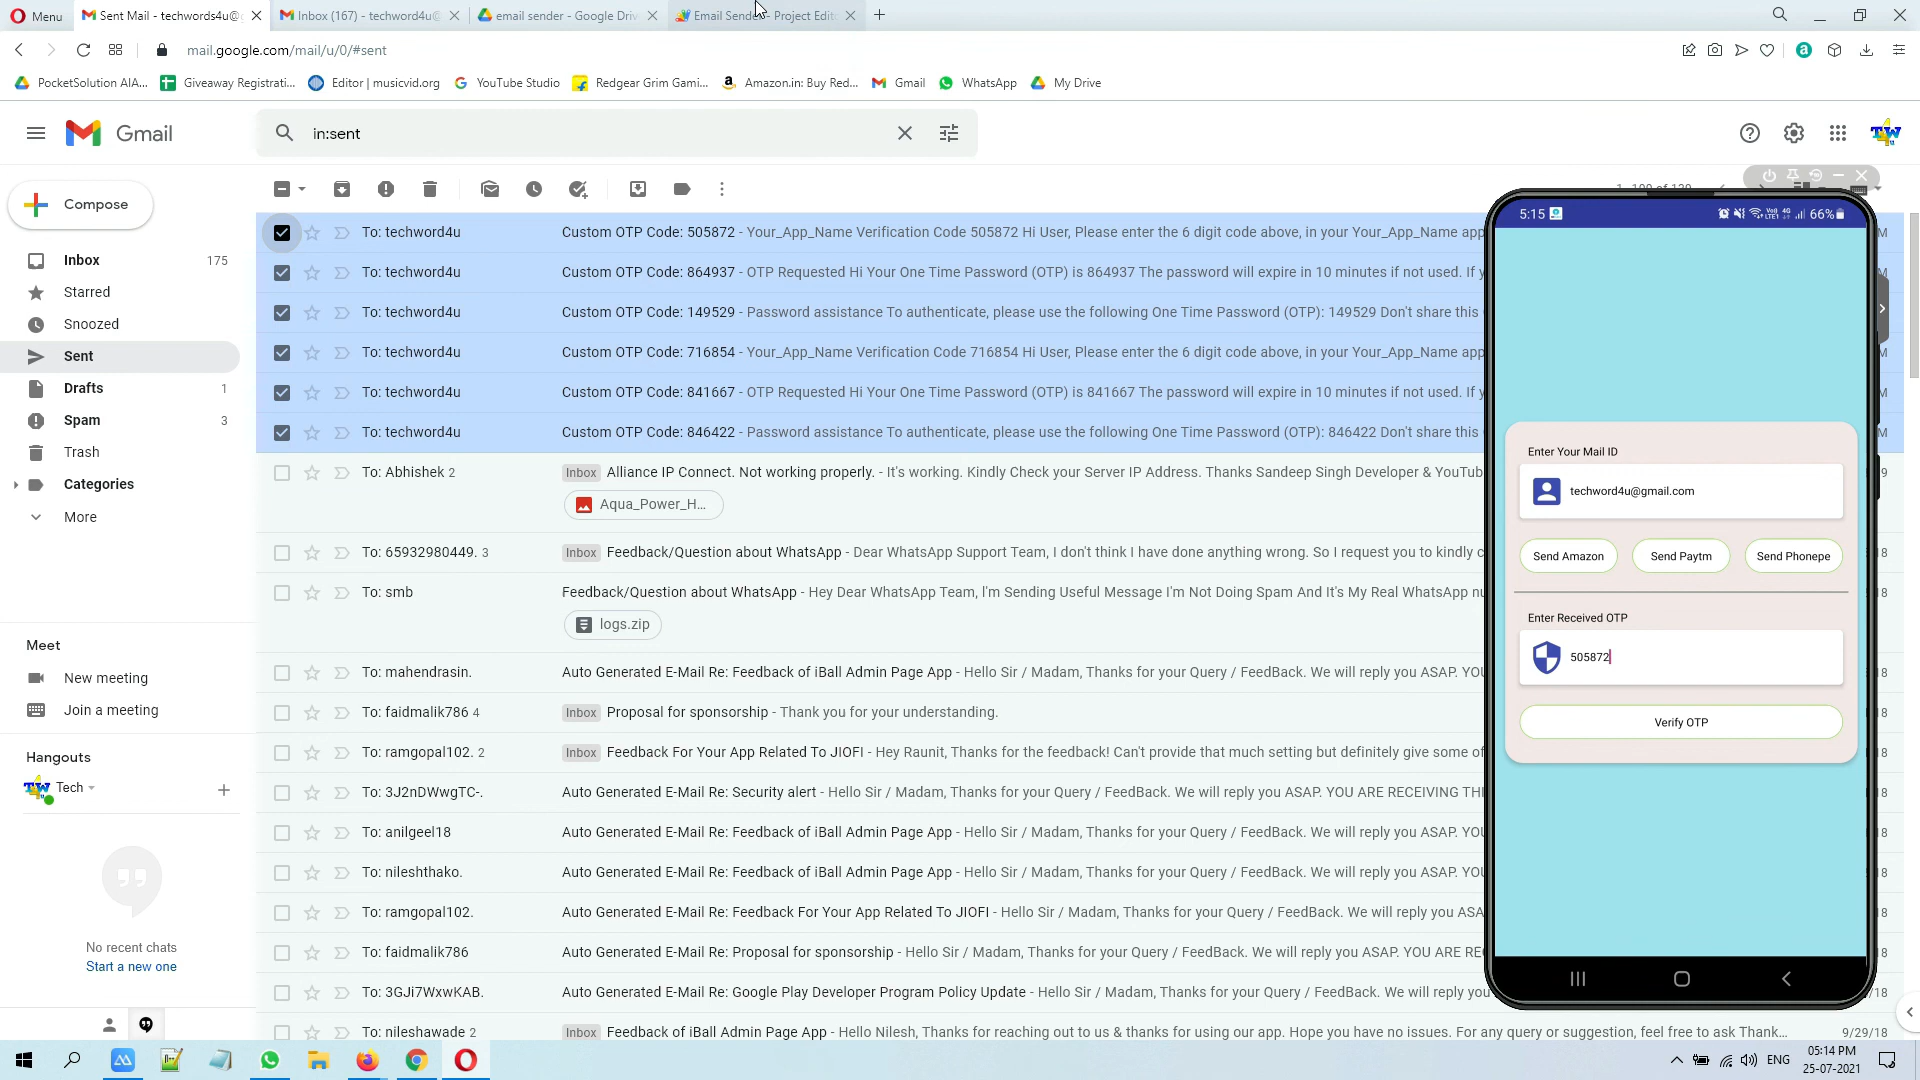 Menu
Sent Mail - techwords4u@g
Inbox (167) - techword4u@
email sender - Google Driv
Email Sender - Project Edit
mail.google.com/mail/u/0/#sent
PocketSolution AIA...
Giveaway Registrati...
Editor | musicvid.org
YouTube Studio
Redgear Grim Gami...
Amazon.in: Buy Red...
Gmail
WhatsApp
My Drive
Gmail
in:sent
Compose
Inbox 175
Starred
Snoozed
Sent
Drafts 1
Spam 3
Trash
Categories
More
Meet
New meeting
Join a meeting
Hangouts
Tech
No recent chats
Start a new one
To: techword4u Custom OTP Code: 505872 - Your_App_Name Verification Code 505872 Hi User, Please enter the 6 digit code above, in your Your_App_Name app
To: techword4u Custom OTP Code: 864937 - OTP Requested Hi Your One Time Password (OTP) is 864937 The password will expire in 10 minutes if not used. If y
To: techword4u Custom OTP Code: 149529 - Password assistance To authenticate, please use the following One Time Password (OTP): 149529 Don't share this
To: techword4u Custom OTP Code: 716854 - Your_App_Name Verification Code 716854 Hi User, Please enter the 6 digit code above, in your Your_App_Name app
To: techword4u Custom OTP Code: 841667 - OTP Requested Hi Your One Time Password (OTP) is 841667 The password will expire in 10 minutes if not used. If y
To: techword4u Custom OTP Code: 846422 - Password assistance To authenticate, please use the following One Time Password (OTP): 846422 Don't share this
To: Abhishek 2 Inbox Alliance IP Connect. Not working properly. - It's working. Kindly Check your Server IP Address. Thanks Sandeep Singh Developer & YouTub
Aqua_Power_H...
To: 65932980449. 3 Inbox Feedback/Question about WhatsApp - Dear WhatsApp Support Team, I don't think I have done anything wrong. So I request you to kindly c
To: smb Feedback/Question about WhatsApp - Hey Dear WhatsApp Team, I'm Sending Useful Message I'm Not Doing Spam And It's My Real WhatsApp nu
logs.zip
To: mahendrasin. Auto Generated E-Mail Re: Feedback of iBall Admin Page App - Hello Sir / Madam, Thanks for your Query / FeedBack. We will reply you ASAP. YOU
To: faidmalik786 4 Inbox Proposal for sponsorship - Thank you for your understanding.
To: ramgopal102. 2 Inbox Feedback For Your App Related To JIOFI - Hey Raunit, Thanks for the feedback! Can't provide that much setting but definitely give some of
To: 3J2nDWwgTC-. Auto Generated E-Mail Re: Security alert - Hello Sir / Madam, Thanks for your Query / FeedBack. We will reply you ASAP. YOU ARE RECEIVING THI
To: anilgeel18 Auto Generated E-Mail Re: Feedback of iBall Admin Page App - Hello Sir / Madam, Thanks for your Query / FeedBack. We will reply you ASAP. YOU
To: nileshthako. Auto Generated E-Mail Re: Feedback of iBall Admin Page App - Hello Sir / Madam, Thanks for your Query / FeedBack. We will reply you ASAP. YOU
To: ramgopal102. Auto Generated E-Mail Re: Feedback For Your App Related To JIOFI - Hello Sir / Madam, Thanks for your Query / FeedBack. We will reply you ASA
To: faidmalik786 Auto Generated E-Mail Re: Proposal for sponsorship - Hello Sir / Madam, Thanks for your Query / FeedBack. We will reply you ASAP. YOU ARE RE
To: 3GJi7WxwKAB. Auto Generated E-Mail Re: Google Play Developer Program Policy Update - Hello Sir / Madam, Thanks for your Query / FeedBack. We will reply you
To: nileshawade 2 Inbox Feedback of iBall Admin Page App - Hello Nilesh, Thanks for reaching out to us & thanks for using our app. Hope you have no issues. For any query or suggestion, feel free to ask Thank... 9/29/18
5:15 66%
Enter Your Mail ID
techword4u@gmail.com
Send Amazon
Send Paytm
Send Phonepe
Enter Received OTP
505872
Verify OTP
ENG
05:14 PM
25-07-2021